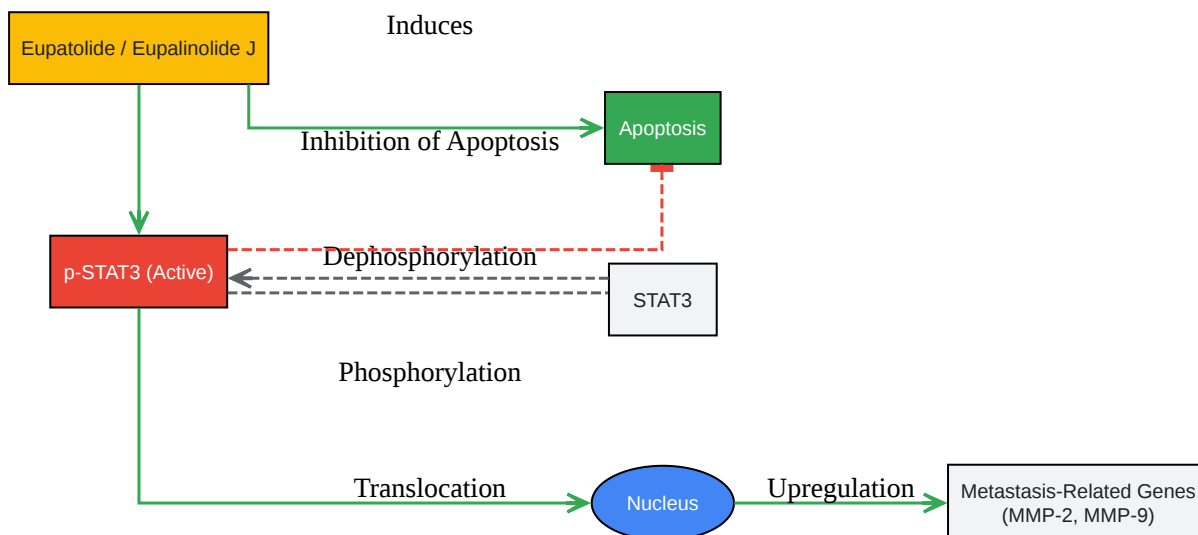 Induces
Eupatolide / Eupalinolide J
Apoptosis
Inhibition of Apoptosis
Dephosphorylation
p-STAT3 (Active)
STAT3
Phosphorylation
Translocation
Nucleus
Upregulation
Metastasis-Related Genes
(MMP-2, MMP-9)